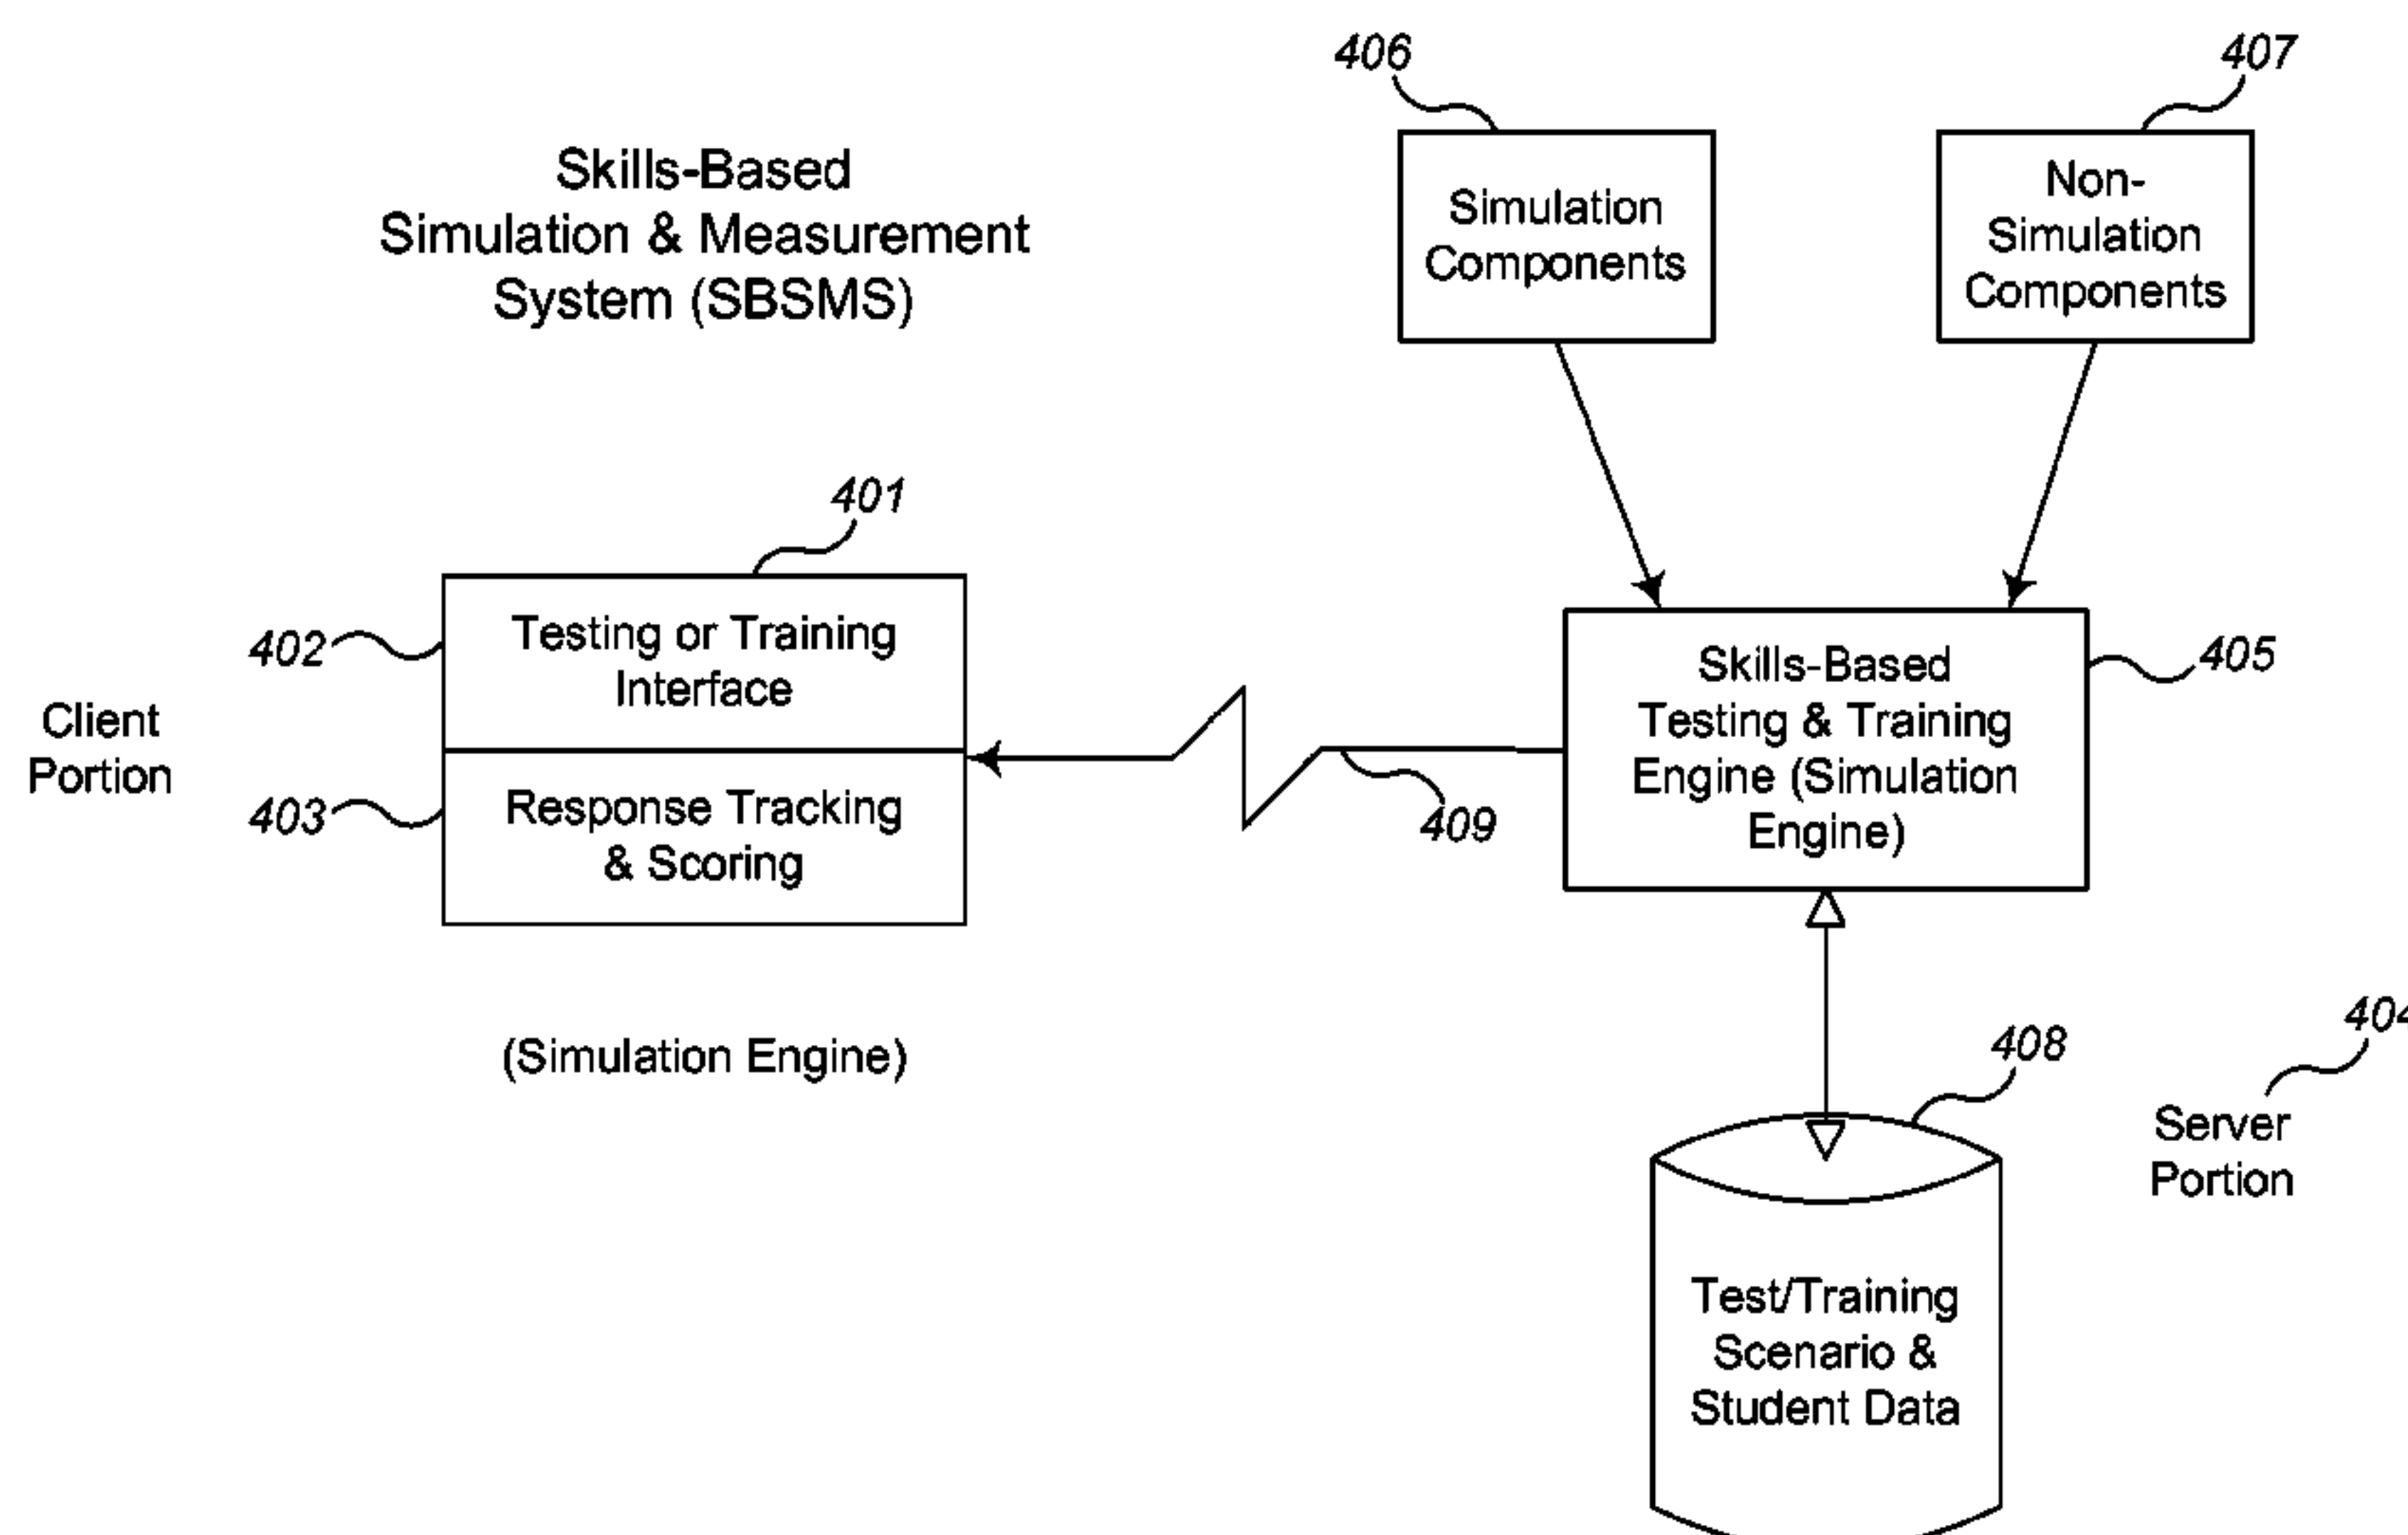 406
407
Skills-Based
Simulation & Measurement
System (SBSMS)
Simulation
Components
Non-
Simulation
Components
401
402
Testing or Training
Interface
Client
Portion
403
Response Tracking
& Scoring
409
Skills-Based
Testing & Training
Engine (Simulation
Engine)
405
(Simulation Engine)
408
404
Server
Portion
Test/Training
Scenario &
Student Data